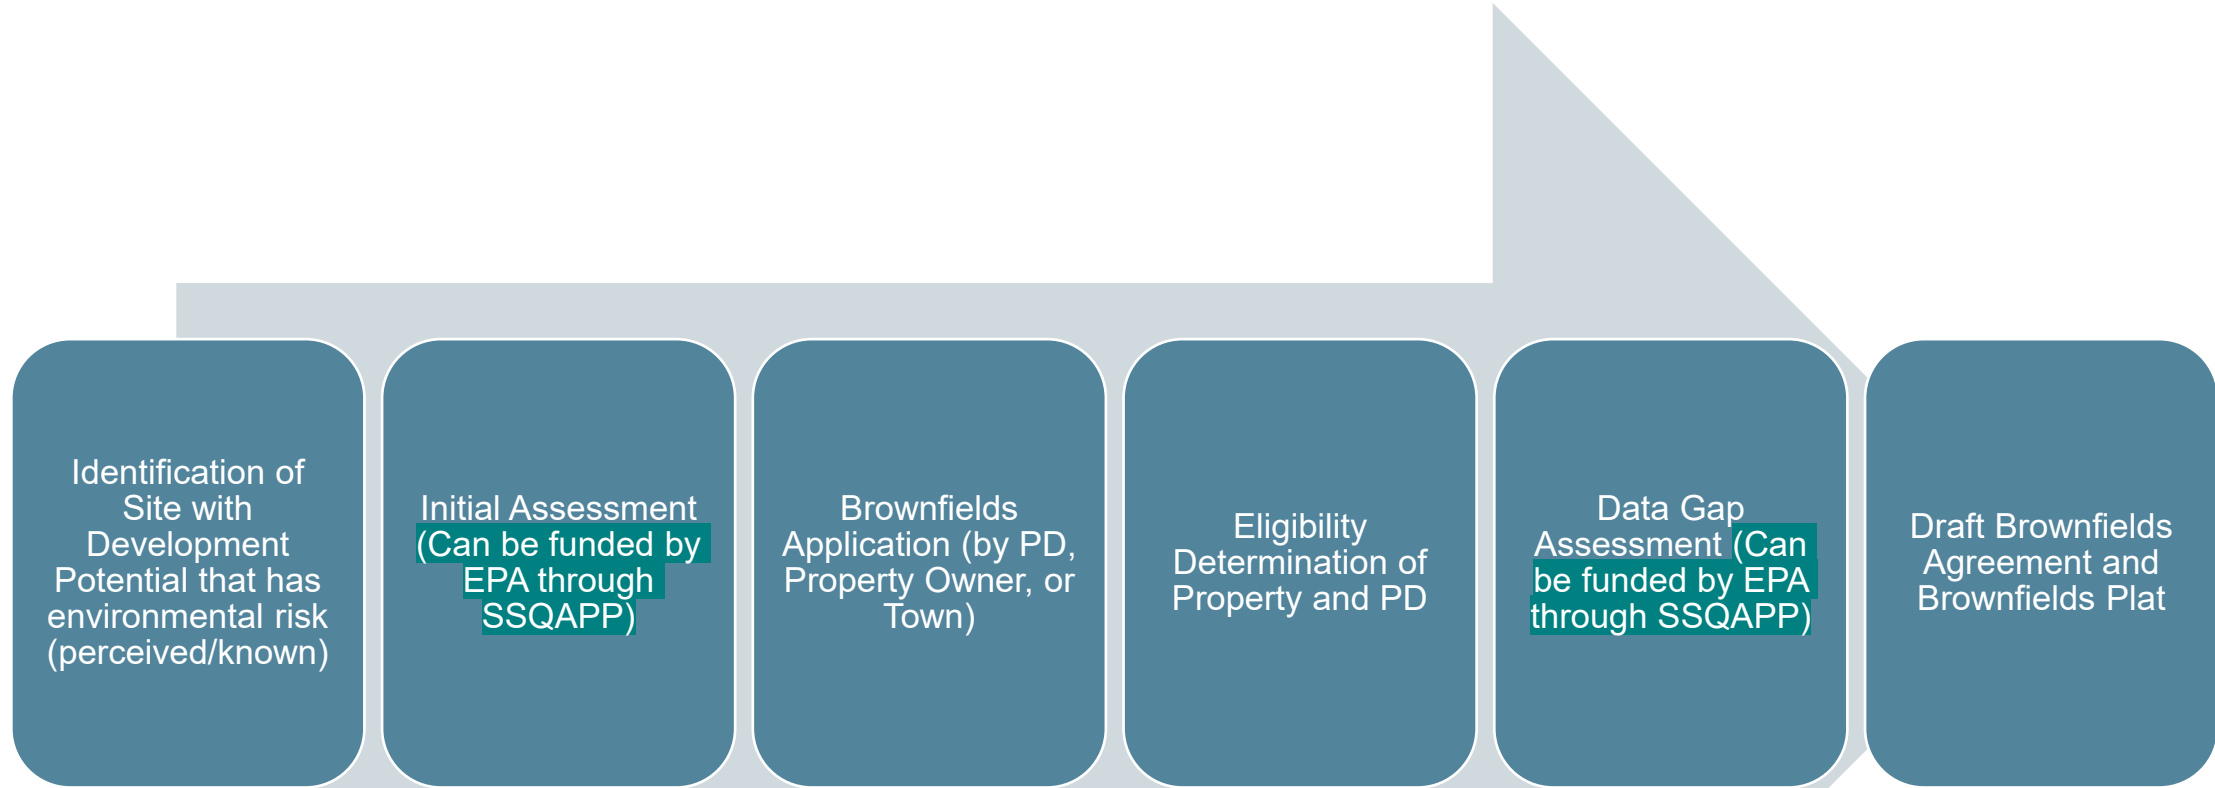 Identification of
Site with
Development
Potential that has
environmental risk
(perceived/known)
Initial Assessment
(Can be funded by
EPA through
SSQAPP)
Brownfields
Application (by PD,
Property Owner, or
Town)
Eligibility
Determination of
Property and PD
Data Gap
Assessment (Can
be funded by EPA
through SSQAPP)
Draft Brownfields
Agreement and
Brownfields Plat